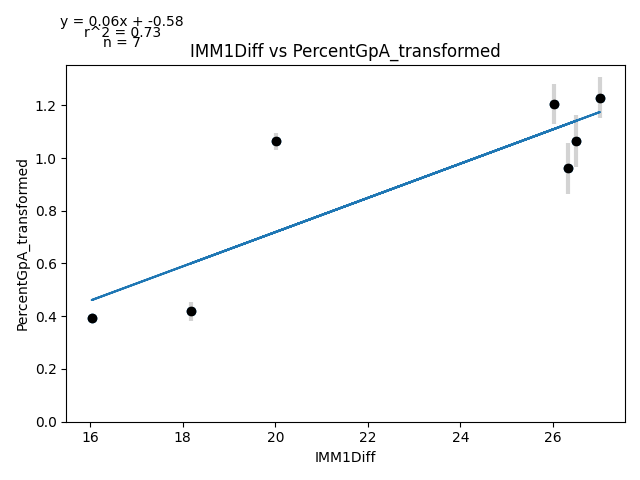 y = 0.06x + -0.58
r^2 = 0.73
n = 7
IMM1Diff vs PercentGpA_transformed
PercentGpA_transformed
1.2
1.0
0.8
0.6
0.4
0.2
0.0
16
18
20
22
24
26
IMM1Diff